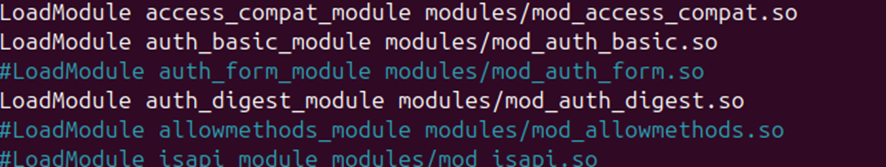 LoadModule access_compat_module modules/mod_access_compat.so
LoadModule auth_basic_module modules/mod_auth_basic.so
#LoadModule auth_form_module modules/mod_auth_form.so
LoadModule auth_digest_module modules/mod_auth_digest.so
#LoadModule allowmethods_module modules/mod_allowmethods.so
#LoadModule isapi_module modules/mod_isapi.so